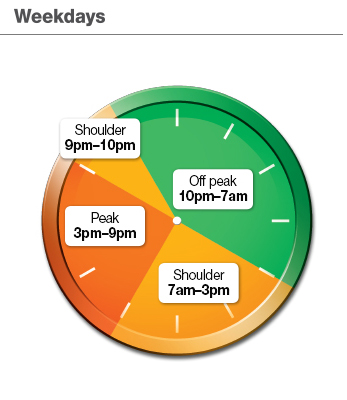 Weekdays
Shoulder
9pm–10pm
Off peak
10pm–7am
Peak
3pm–9pm
Shoulder
7am–3pm